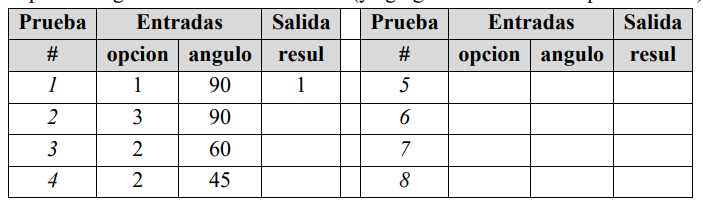 Prueba Entradas Salida Prueba Entradas Salida
# opcion angulo resul # opcion angulo resul
1 1 90 1 5
2 3 90 6
3 2 60 7
4 2 45 8